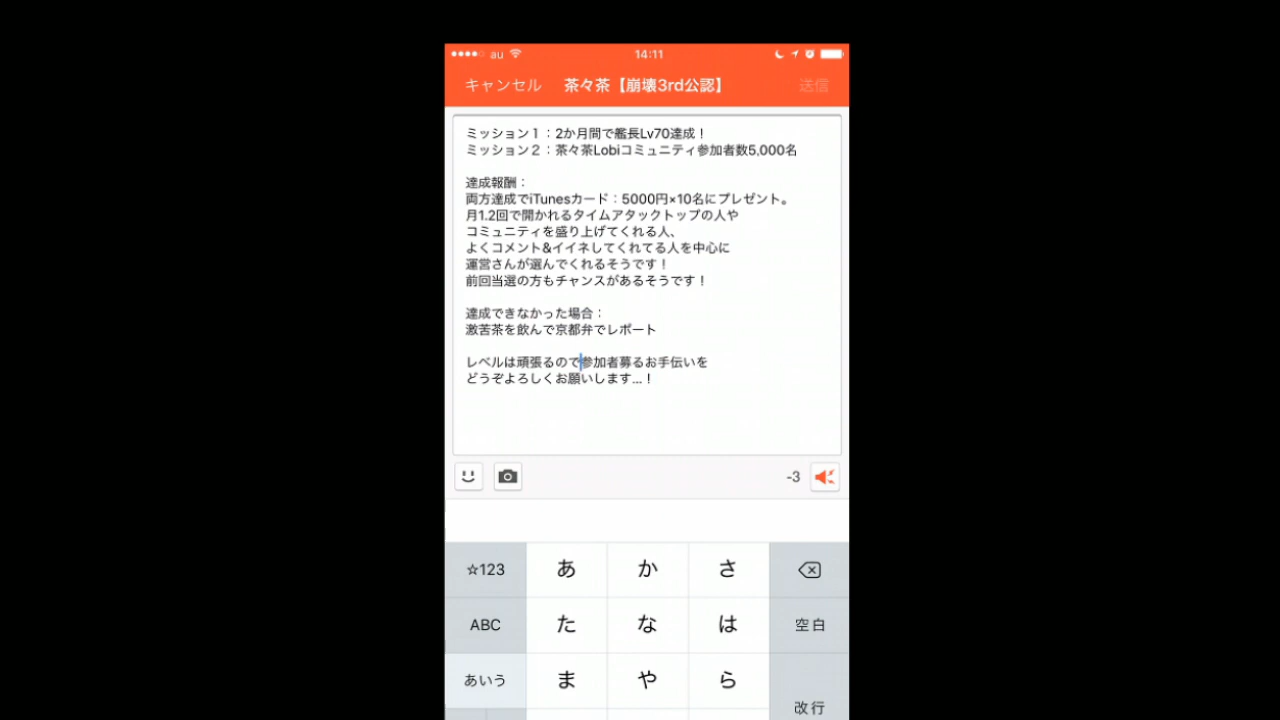 au 14:11
キャンセル 茶々茶【崩壊3rd公認】 送信
ミッション1：2か月間で艦長Lv70達成！
ミッション2：茶々茶Lobiコミュニティ参加者数5,000名
達成報酬：
両方達成でiTunesカード：5000円×10名にプレゼント。
月1.2回で開かれるタイムアタックトップの人や
コミュニティを盛り上げてくれる人、
よくコメント&イイネしてくれてる人を中心に
運営さんが選んでくれるそうです！
前回当選の方もチャンスがあるそうです！
達成できなかった場合：
激苦茶を飲んで京都弁でレポート
レベルは頑張るので参加者募るお手伝いを
どうぞよろしくお願いします…！
-3
☆123 あ か さ
ABC た な は 空白
あいう ま や ら
改行